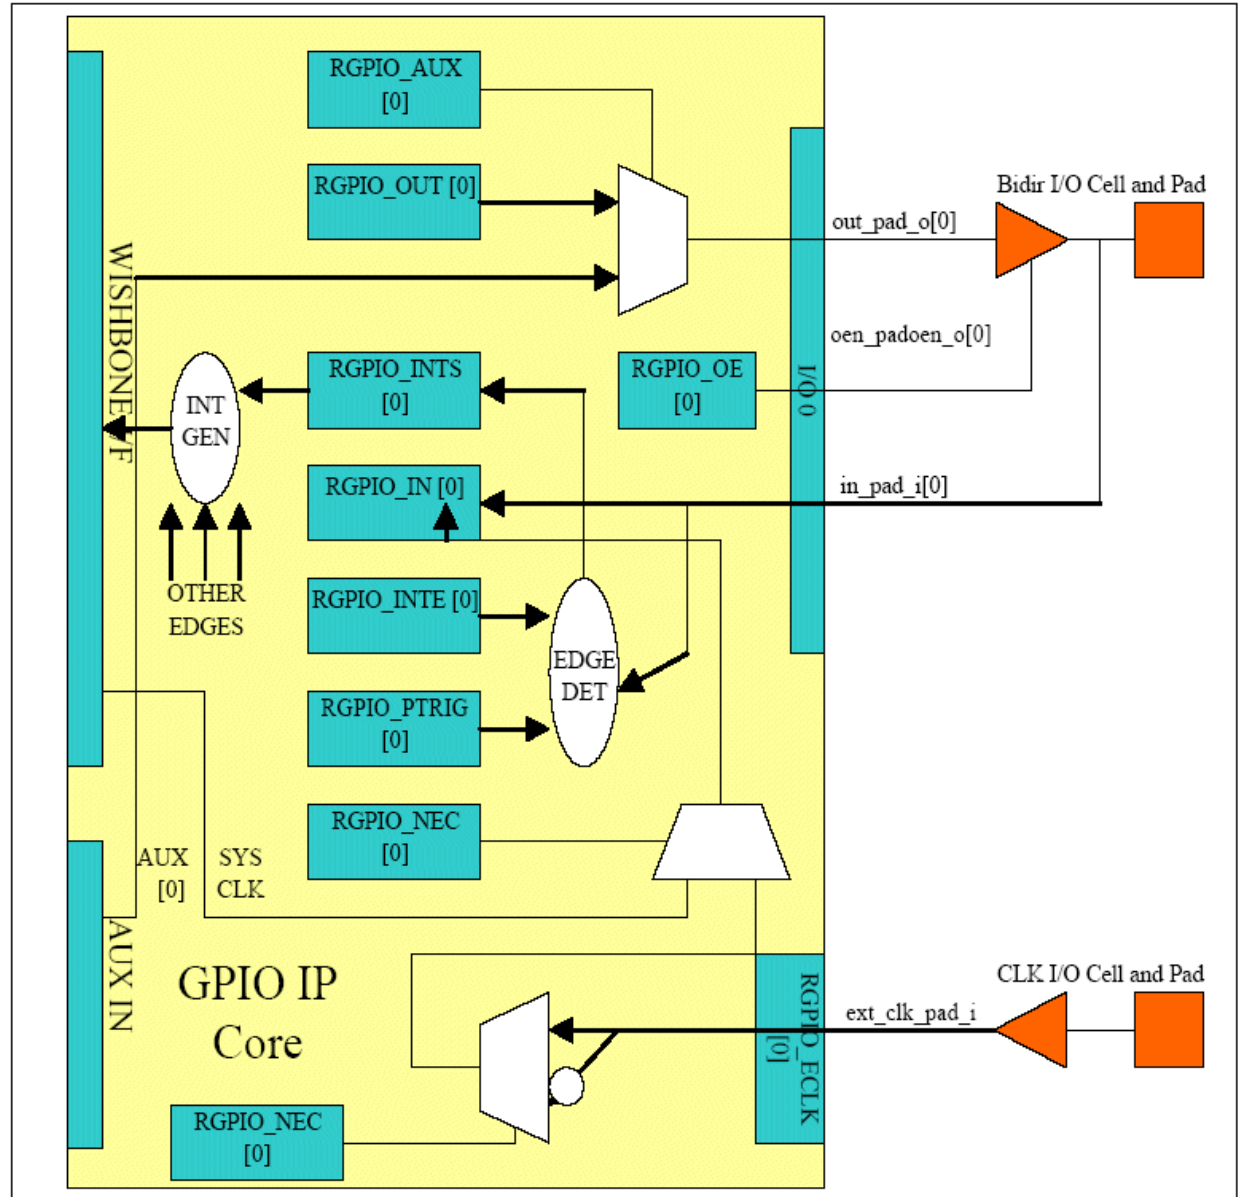 RGPIO_AUX
[0]
RGPIO_OUT [0]
Bidir I/O Cell and Pad
out_pad_o[0]
WISHBONE I/F
oen_padoen_o[0]
RGPIO_INTS
[0]
RGPIO_OE
[0]
I/O 0
INT
GEN
RGPIO_IN [0]
in_pad_i[0]
OTHER
EDGES
RGPIO_INTE [0]
EDGE
DET
RGPIO_PTRIG
[0]
RGPIO_NEC
[0]
AUX
[0]
SYS
CLK
AUX IN
GPIO IP
Core
CLK I/O Cell and Pad
ext_clk_pad_i
RGPIO_ECLK
[0]
RGPIO_NEC
[0]